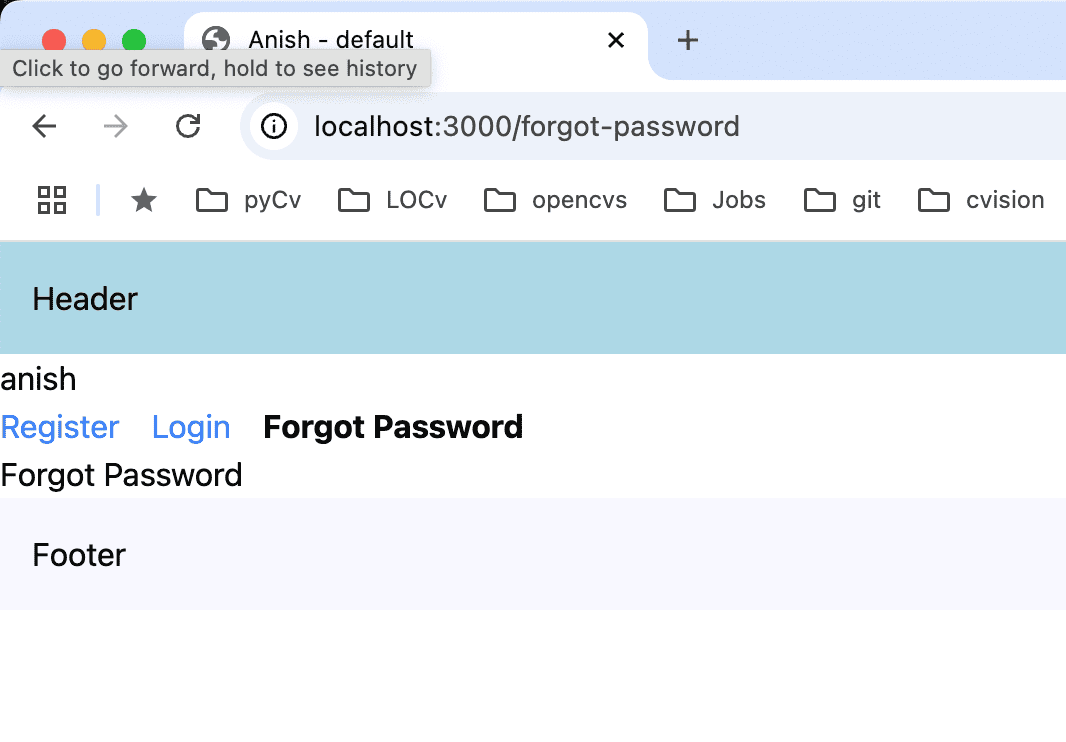 Anish - default
Click to go forward, hold to see history
localhost:3000/forgot-password
pyCv LOCv opencvs Jobs git cvision
Header
anish
Register Login Forgot Password
Forgot Password
Footer